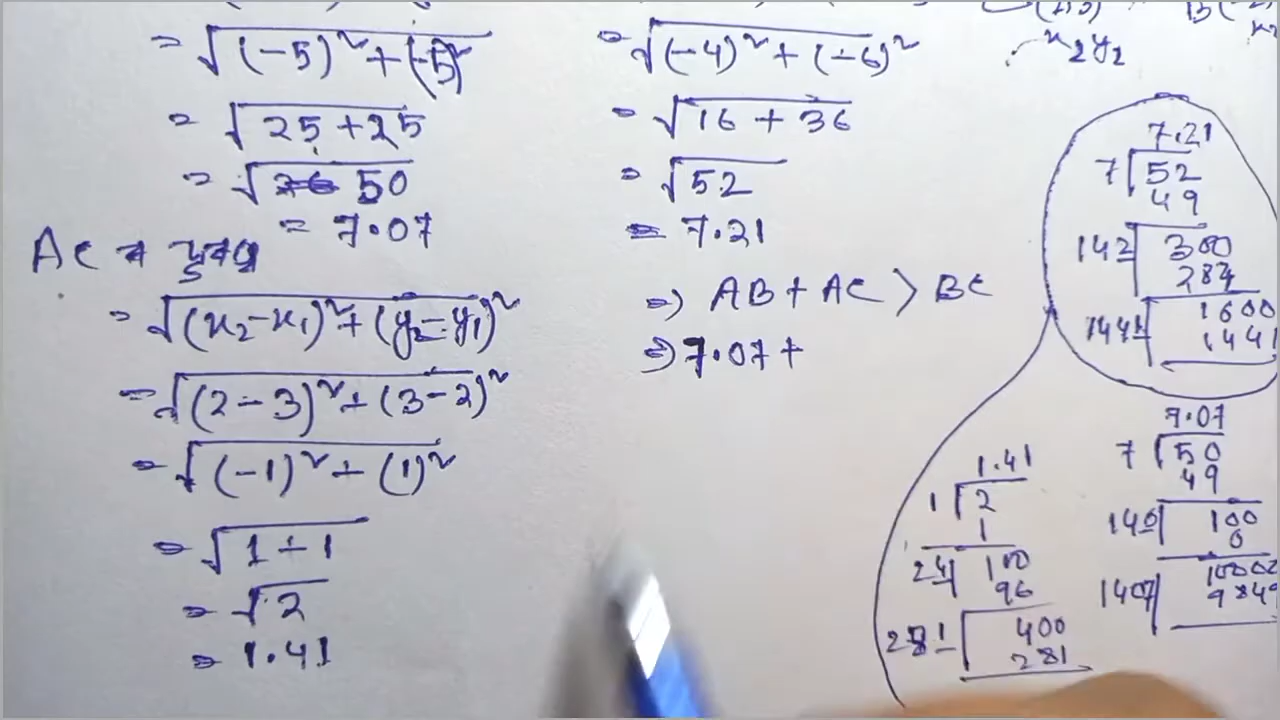 = √(-5)² + (-5)²
= √25 + 25
= √50
= 7.07
AC
= √(x₂-x₁)² + (y₂-y₁)²
= √(2-3)² + (3-2)²
= √(-1)² + (1)²
= √1+1
= √2
= 1.41
= √(-4)² + (-6)²
= √16 + 36
= √52
= 7.21
⇒ AB + AC > BC
⇒ 7.07 +
x₂y₂
7.21
7 √52
49
142 300
284
1441 1600
1441
1.41
1 √2
1
24 100
96
281 400
281
7.07
7 √50
49
140 100
0
1407 10000
9849